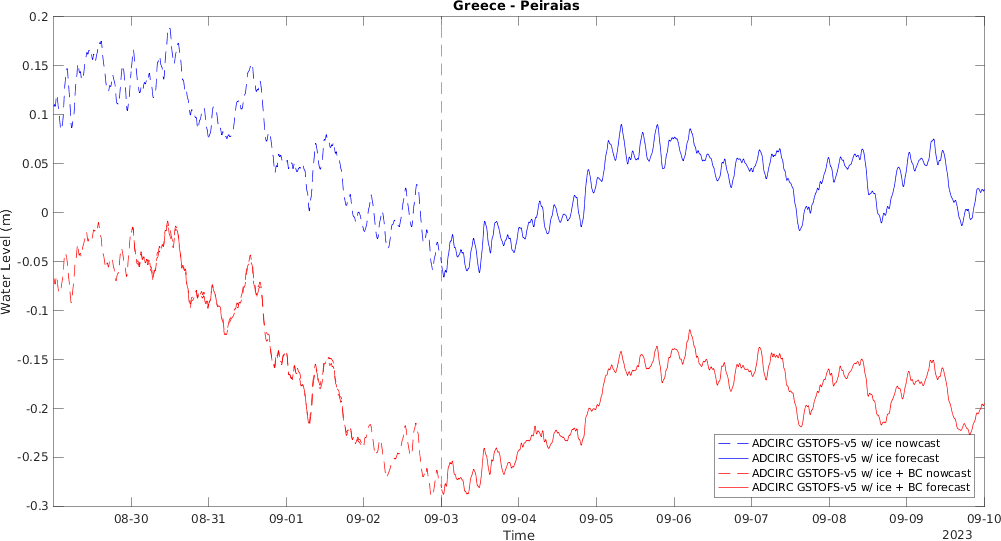 Greece - Peiraias
0.2
0.15
0.1
0.05
0
-0.05
-0.1
-0.15
-0.2
-0.25
-0.3
Water Level (m)
ADCIRC GSTOFS-v5 w/ ice nowcast
ADCIRC GSTOFS-v5 w/ ice forecast
ADCIRC GSTOFS-v5 w/ ice + BC nowcast
ADCIRC GSTOFS-v5 w/ ice + BC forecast
08-30 08-31 09-01 09-02 09-03 09-04 09-05 09-06 09-07 09-08 09-09 09-10
Time
2023